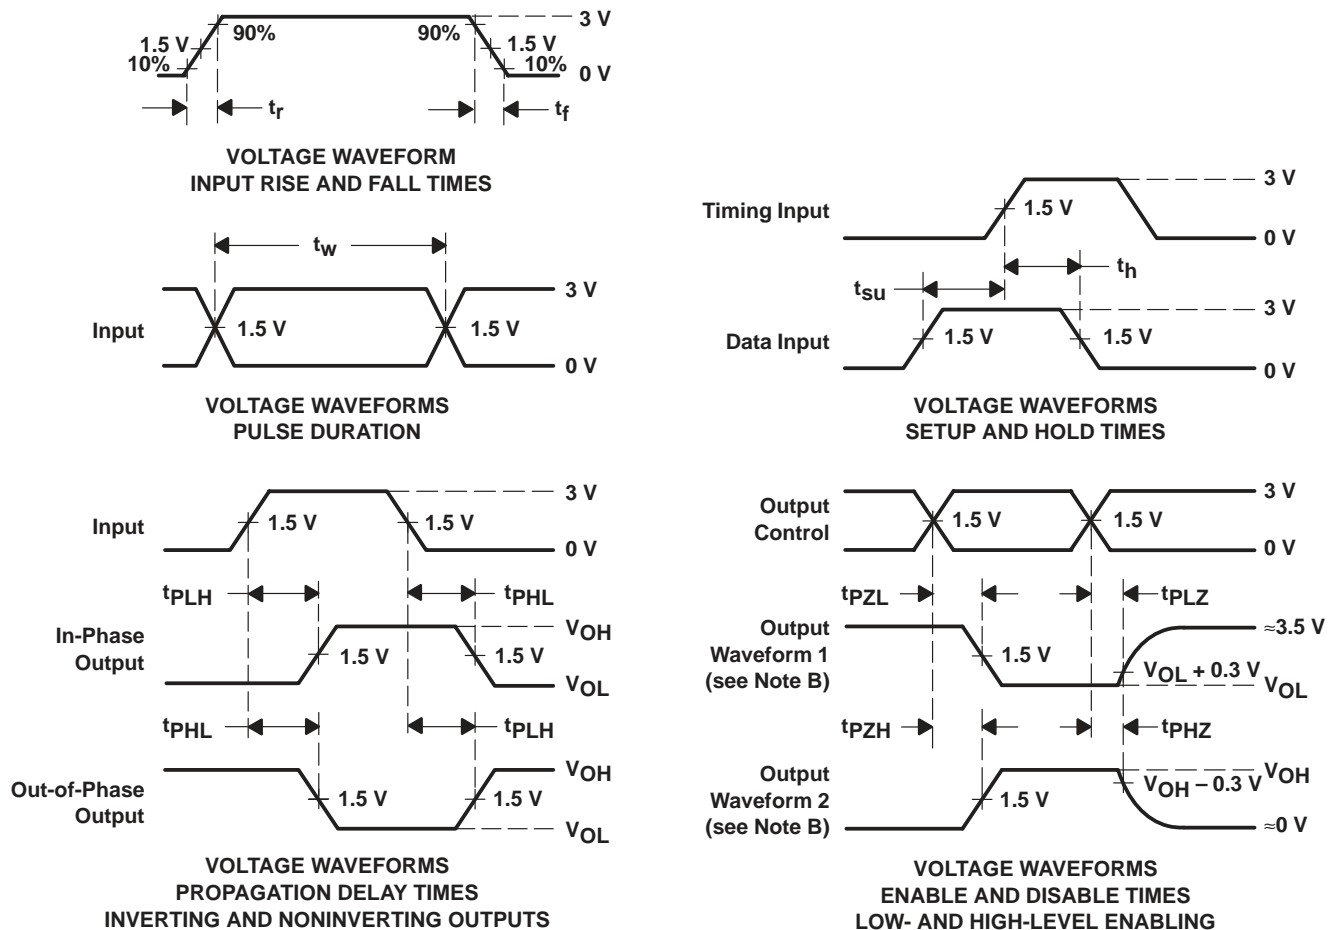 3 V
90%
90%
1.5 V
1.5 V
10%
10%
0 V
tr
tf
VOLTAGE WAVEFORM
INPUT RISE AND FALL TIMES
tw
3 V
Input
1.5 V
1.5 V
0 V
VOLTAGE WAVEFORMS
PULSE DURATION
3 V
Timing Input
1.5 V
0 V
th
tsu
3 V
Data Input
1.5 V
1.5 V
0 V
VOLTAGE WAVEFORMS
SETUP AND HOLD TIMES
3 V
Input
1.5 V
1.5 V
0 V
tPLH
tPHL
In-Phase
Output
VOH
1.5 V
1.5 V
VOL
tPHL
tPLH
Out-of-Phase
Output
VOH
1.5 V
1.5 V
VOL
VOLTAGE WAVEFORMS
PROPAGATION DELAY TIMES
INVERTING AND NONINVERTING OUTPUTS
Output
Control
3 V
1.5 V
1.5 V
0 V
tPZL
tPLZ
Output
Waveform 1
(see Note B)
≈3.5 V
1.5 V
VOL + 0.3 V
VOL
tPZH
tPHZ
Output
Waveform 2
(see Note B)
VOH
VOH − 0.3 V
1.5 V
≈0 V
VOLTAGE WAVEFORMS
ENABLE AND DISABLE TIMES
LOW- AND HIGH-LEVEL ENABLING